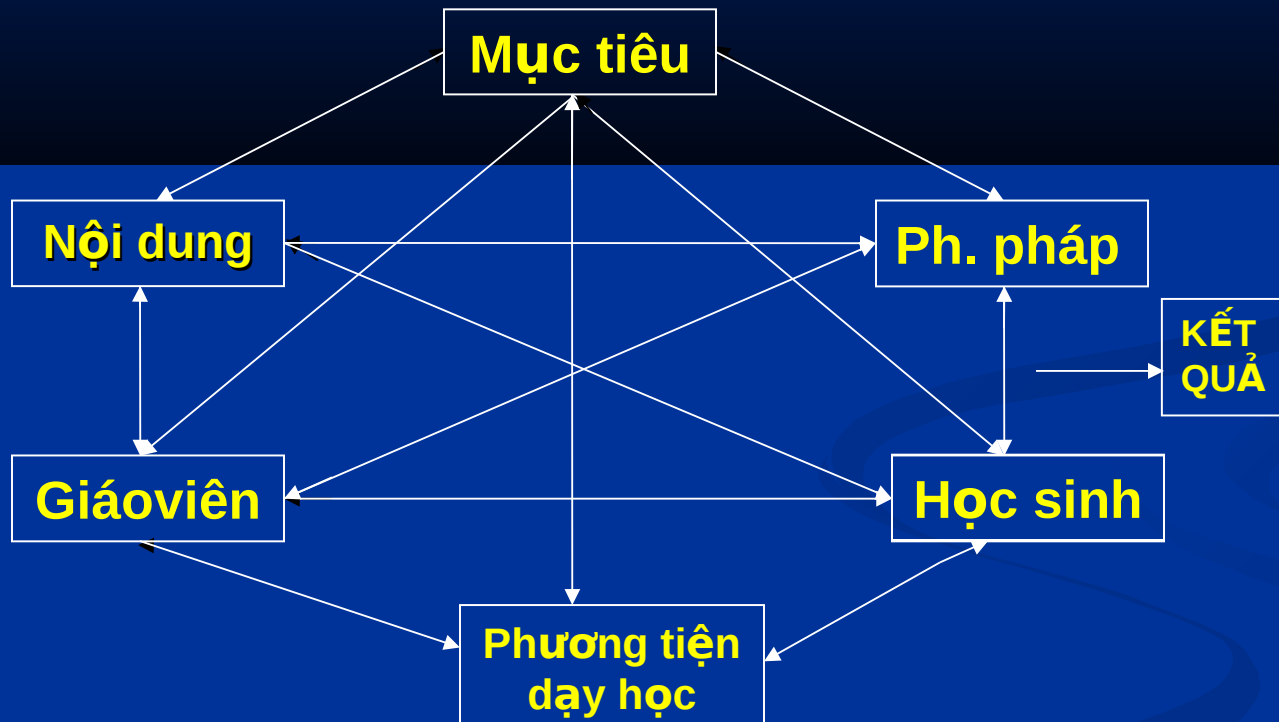 Mục tiêu
Nội dung
Ph. pháp
KẾT
QUẢ
Giáoviên
Học sinh
Phương tiện
dạy học